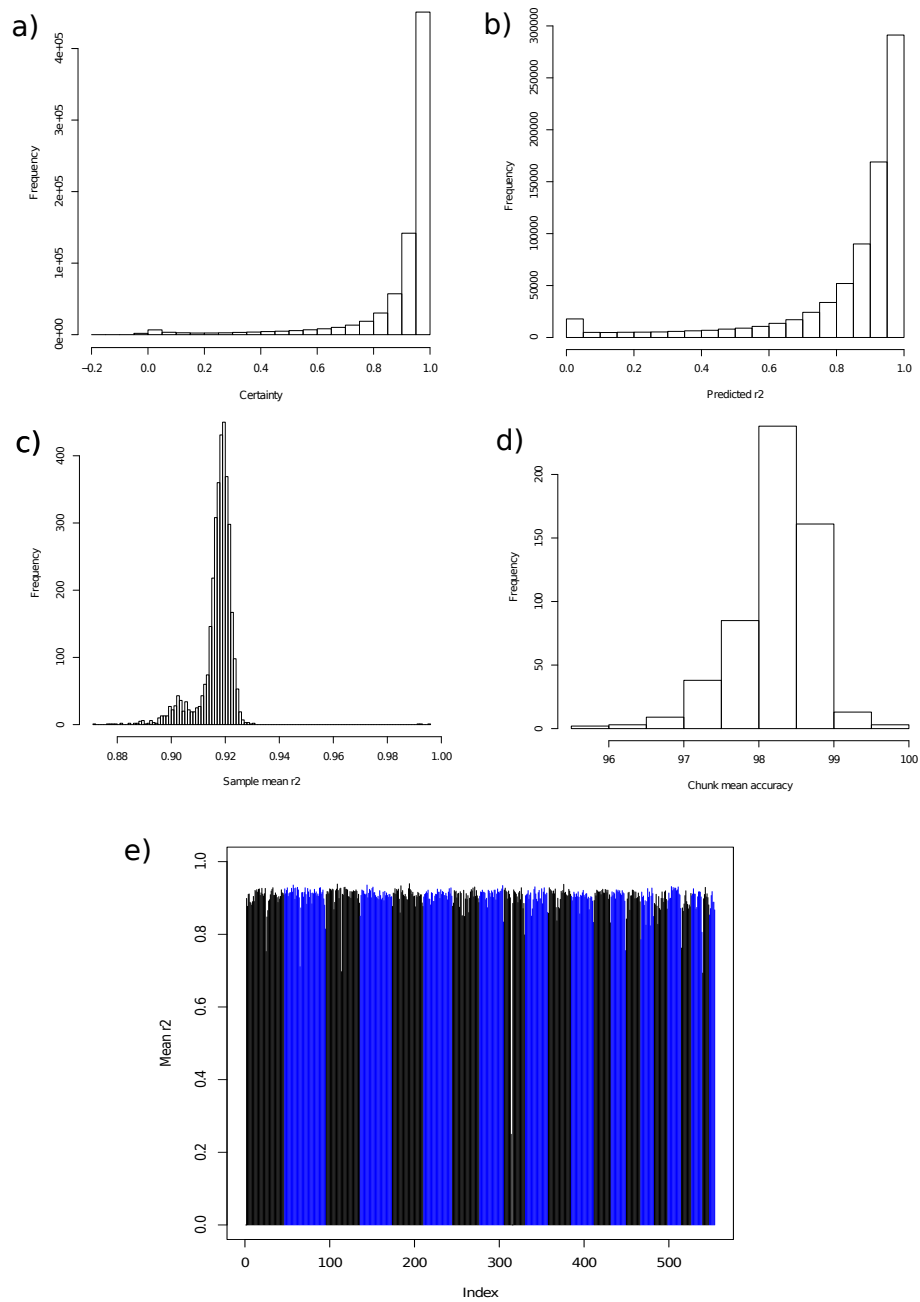 a)
Frequency
0e+00 1e+05 2e+05 3e+05 4e+05
−0.2 0.0 0.2 0.4 0.6 0.8 1.0
Certainty
b)
Frequency
0 50000 100000 150000 200000 250000 300000
0.0 0.2 0.4 0.6 0.8 1.0
Predicted r2
c)
Frequency
0 100 200 300 400
0.88 0.90 0.92 0.94 0.96 0.98 1.00
Sample mean r2
d)
Frequency
0 50 100 150 200
96 97 98 99 100
Chunk mean accuracy
e)
Mean r2
0.0 0.2 0.4 0.6 0.8 1.0
0 100 200 300 400 500
Index